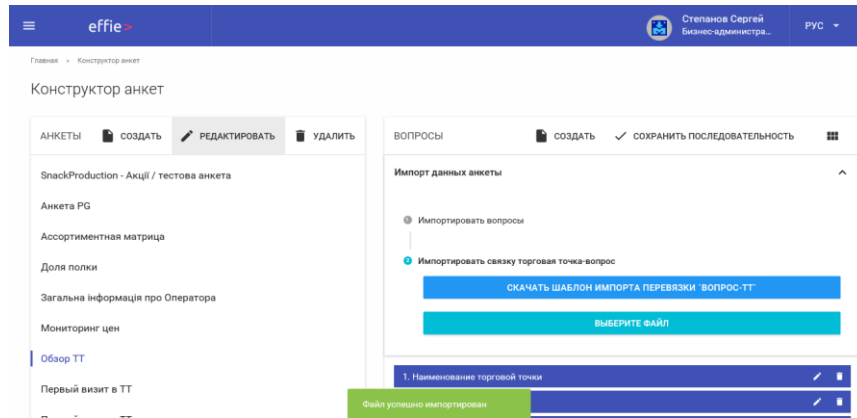 effie>
Степанов Сергей
Бизнес-администра...
РУС
Главная » Конструктор анкет
Конструктор анкет
АНКЕТЫ СОЗДАТЬ РЕДАКТИРОВАТЬ УДАЛИТЬ
SnackProduction - Акції / тестова анкета
Анкета PG
Ассортиментная матрица
Доля полки
Загальна інформація про Оператора
Мониторинг цен
Обзор ТТ
Первый визит в ТТ
ВОПРОСЫ СОЗДАТЬ СОХРАНИТЬ ПОСЛЕДОВАТЕЛЬНОСТЬ
Импорт данных анкеты
Импортировать вопросы
2 Импортировать связку торговая точка-вопрос
СКАЧАТЬ ШАБЛОН ИМПОРТА ПЕРЕВЯЗКИ "ВОПРОС-ТТ"
ВЫБЕРИТЕ ФАЙЛ
1. Наименование торговой точки
Файл успешно импортирован